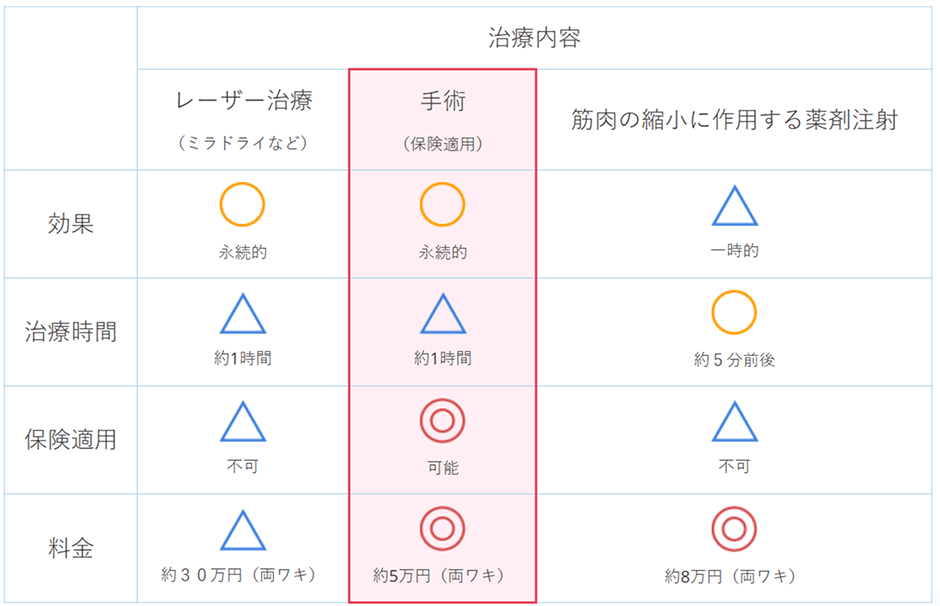 治療内容
レーザー治療
（ミラドライなど）
手術
（保険適用）
筋肉の縮小に作用する薬剤注射
効果
永続的
永続的
一時的
治療時間
約1時間
約1時間
約５分前後
保険適用
不可
可能
不可
料金
約３０万円（両ワキ）
約5万円（両ワキ）
約8万円（両ワキ）